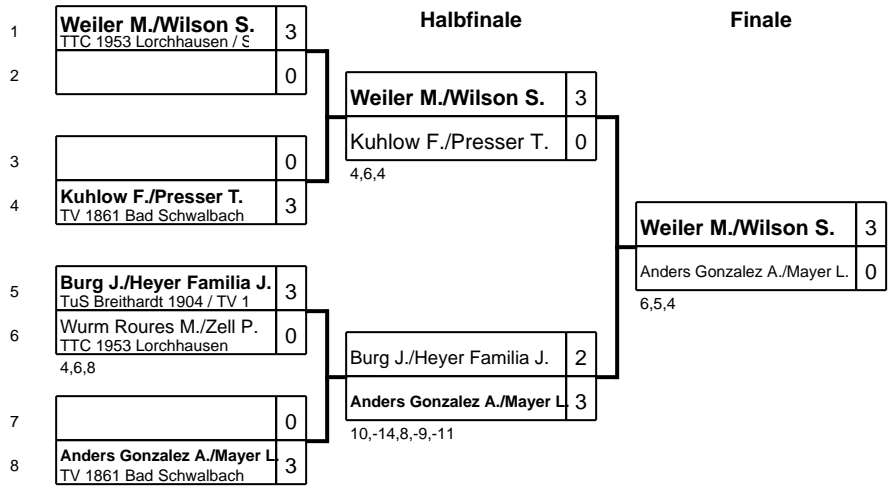 Halbfinale
Finale
1
Weiler M./Wilson S. 3
TTC 1953 Lorchhausen / S
2
0
3
0
4
Kuhlow F./Presser T. 3
TV 1861 Bad Schwalbach
5
Burg J./Heyer Familia J. 3
TuS Breithardt 1904 / TV 1
6
Wurm Roures M./Zell P. 0
TTC 1953 Lorchhausen
4,6,8
7
0
8
Anders Gonzalez A./Mayer L. 3
TV 1861 Bad Schwalbach
Weiler M./Wilson S. 3
Kuhlow F./Presser T. 0
4,6,4
Burg J./Heyer Familia J. 2
Anders Gonzalez A./Mayer L. 3
10,-14,8,-9,-11
Weiler M./Wilson S. 3
Anders Gonzalez A./Mayer L. 0
6,5,4